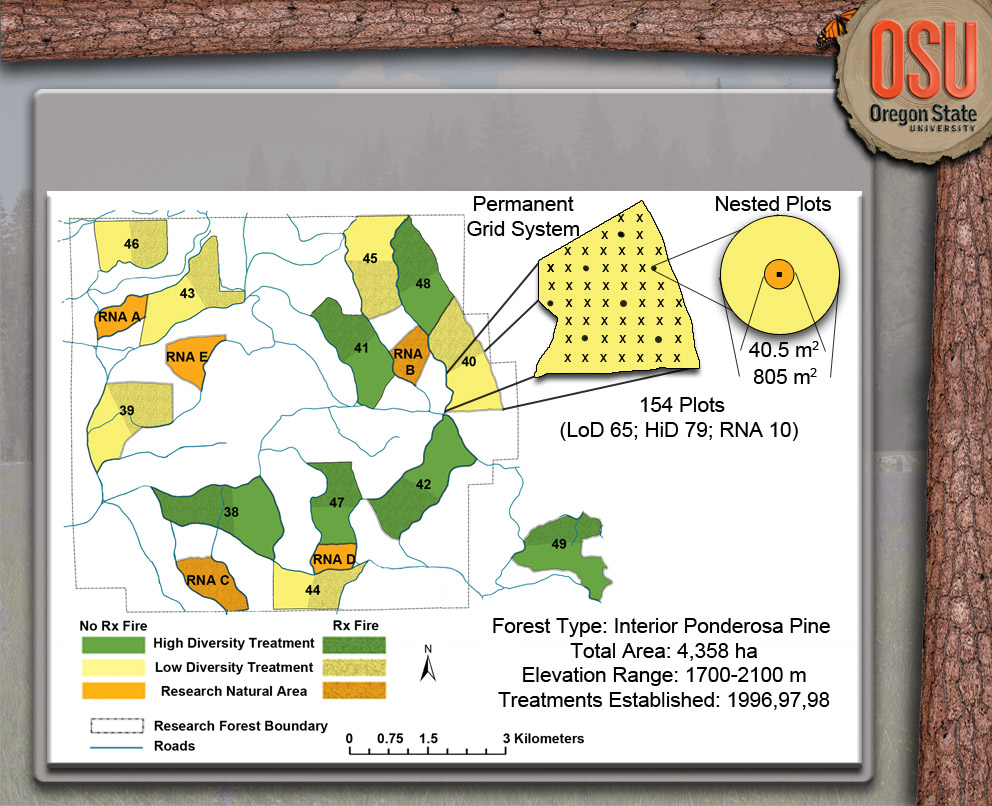 OSU
Oregon State
UNIVERSITY
Permanent
Grid System
Nested Plots
46
45
48
43
RNA A
41
RNA
B
RNA E
40
40.5 m²
805 m²
39
154 Plots
(LoD 65; HiD 79; RNA 10)
42
47
38
49
RNA D
RNA C
44
No Rx Fire
Rx Fire
High Diversity Treatment
Low Diversity Treatment
Research Natural Area
N
Research Forest Boundary
Roads
0 0.75 1.5 3 Kilometers
Forest Type: Interior Ponderosa Pine
Total Area: 4,358 ha
Elevation Range: 1700-2100 m
Treatments Established: 1996,97,98